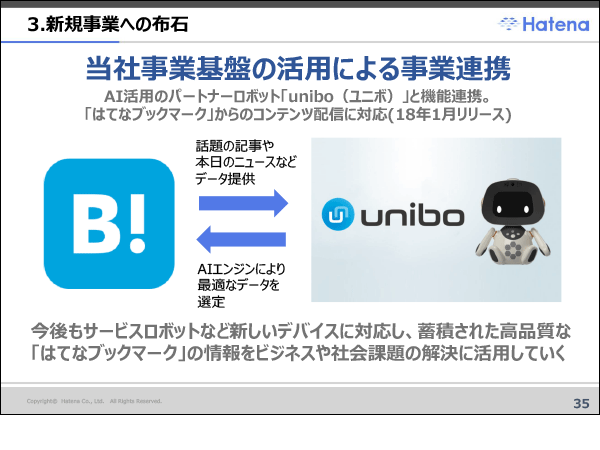 3.新規事業への布石
Hatena
当社事業基盤の活用による事業連携
AI活用のパートナーロボット「unibo（ユニボ）」と機能連携。
「はてなブックマーク」からのコンテンツ配信に対応(18年1月リリース)
話題の記事や
本日のニュースなど
データ提供
B!
unibo
AIエンジンにより
最適なデータを
選定
今後もサービスロボットなど新しいデバイスに対応し、蓄積された高品質な
「はてなブックマーク」の情報をビジネスや社会課題の解決に活用していく
Copyright© Hatena Co., Ltd. All Rights Reserved.
35